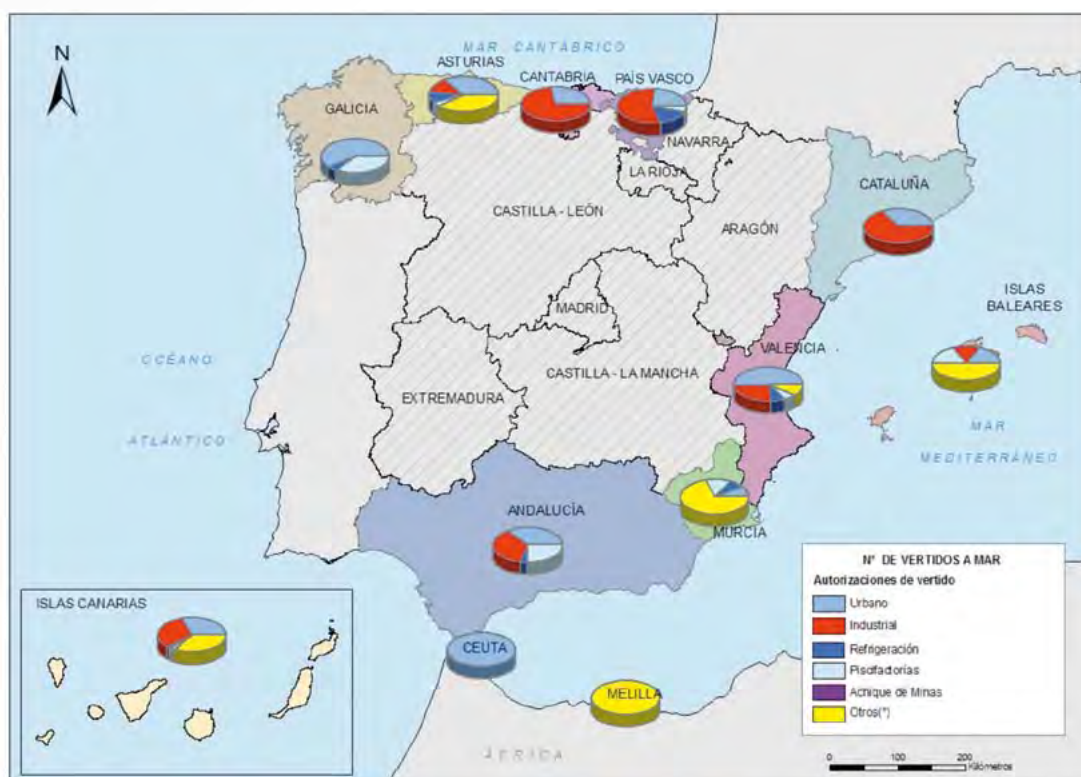 N
MAR CANTÁBRICO
ASTURIAS
CANTABRIA
PAÍS VASCO
GALICIA
NAVARRA
LA RIOJA
CATALUÑA
CASTILLA - LEÓN
ARAGÓN
ISLAS
BALEARES
MADRID
VALENCIA
OCÉANO
ATLÁNTICO
CASTILLA - LA MANCHA
EXTREMADURA
MAR
MEDITERRÁNEO
ANDALUCÍA
MURCIA
ISLAS CANARIAS
CEUTA
MELILLA
ÁFRICA
Nº DE VERTIDOS A MAR
Autorizaciones de vertido
Urbano
Industrial
Refrigeración
Piscifactorías
Achique de Minas
Otros(*)
0 100 200
Kilómetros